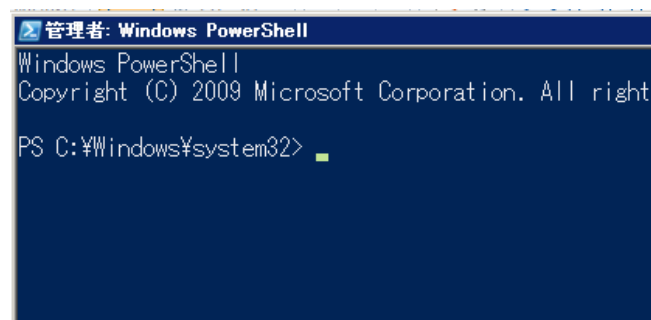 管理者: Windows PowerShell
Windows PowerShell
Copyright (C) 2009 Microsoft Corporation. All right
PS C:¥Windows¥system32>